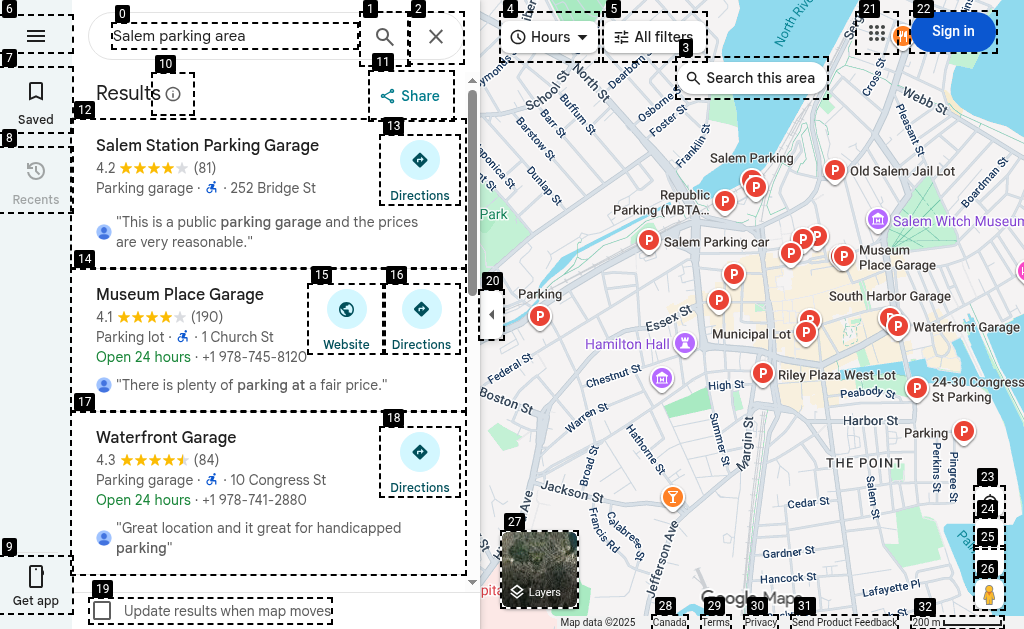 Salem parking area
Hours
All filters
Sign in
Search this area
Saved
Recents
Get app
Results
Share
Salem Station Parking Garage
4.2 (81)
Parking garage · 252 Bridge St
"This is a public parking garage and the prices are very reasonable."
Directions
Museum Place Garage
4.1 (190)
Parking lot · 1 Church St
Open 24 hours · +1 978-745-8120
"There is plenty of parking at a fair price."
Website
Directions
Waterfront Garage
4.3 (84)
Parking garage · 10 Congress St
Open 24 hours · +1 978-741-2880
"Great location and it great for handicapped
parking"
Directions
Update results when map moves
0
1
2
3
4
5
6
7
8
9
10
11
12
13
14
15
16
17
18
19
20
21
22
23
24
25
26
27
28
29
30
31
32
North River
School St
North St
Buffum St
Barr St
Barstow St
Dunlap St
Dearborn
Osborne
Foster St
Franklin St
Cross St
Webb St
Pleasant St
Boardman St
Park
Salem Parking
Republic
Parking (MBTA...
Old Salem Jail Lot
Salem Witch Museum
Salem Parking car
Museum
Place Garage
Parking
South Harbor Garage
Essex St
Municipal Lot
Waterfront Garage
Hamilton Hall
Federal St
Chestnut St
Boston St
High St
Riley Plaza West Lot
Peabody St
24-30 Congress
St Parking
Warren St
Summer St
Margin St
Harbor St
Parking
Broad St
Hathorne St
THE POINT
Perkins St
Pingree St
Salem St
Jackson St
Calabrese St
Francis Rd
Cedar St
Jefferson Ave
Ave
Gardner St
Hancock St
Lafayette Pl
Layers
Google Maps
Map data ©2025
Canada
Terms
Privacy
Send Product Feedback
200 m